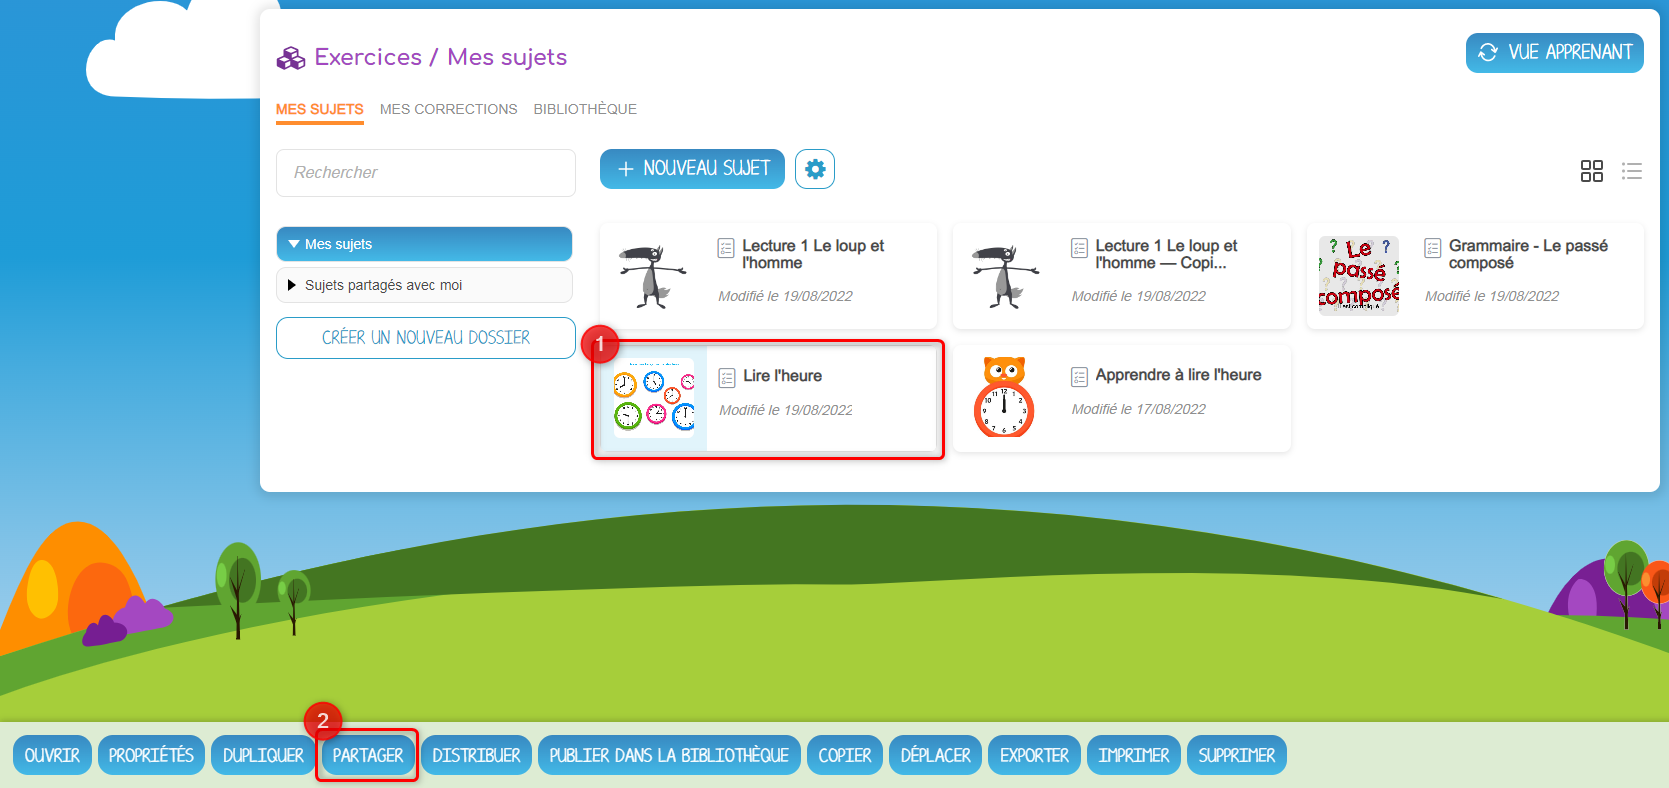 Exercices / Mes sujets
VUE APPRENANT
MES SUJETS
MES CORRECTIONS
BIBLIOTHÈQUE
Rechercher
NOUVEAU SUJET
Mes sujets
Sujets partagés avec moi
CRÉER UN NOUVEAU DOSSIER
Lecture 1 Le loup et
l'homme
Modifié le 19/08/2022
Lecture 1 Le loup et
l'homme — Copi...
Modifié le 19/08/2022
Le
passé
composé
Grammaire - Le passé
composé
Modifié le 19/08/2022
1
Lire l'heure
Modifié le 19/08/2022
Apprendre à lire l'heure
Modifié le 17/08/2022
2
OUVRIR
PROPRIÉTÉS
DUPLIQUER
PARTAGER
DISTRIBUER
PUBLIER DANS LA BIBLIOTHÈQUE
COPIER
DÉPLACER
EXPORTER
IMPRIMER
SUPPRIMER